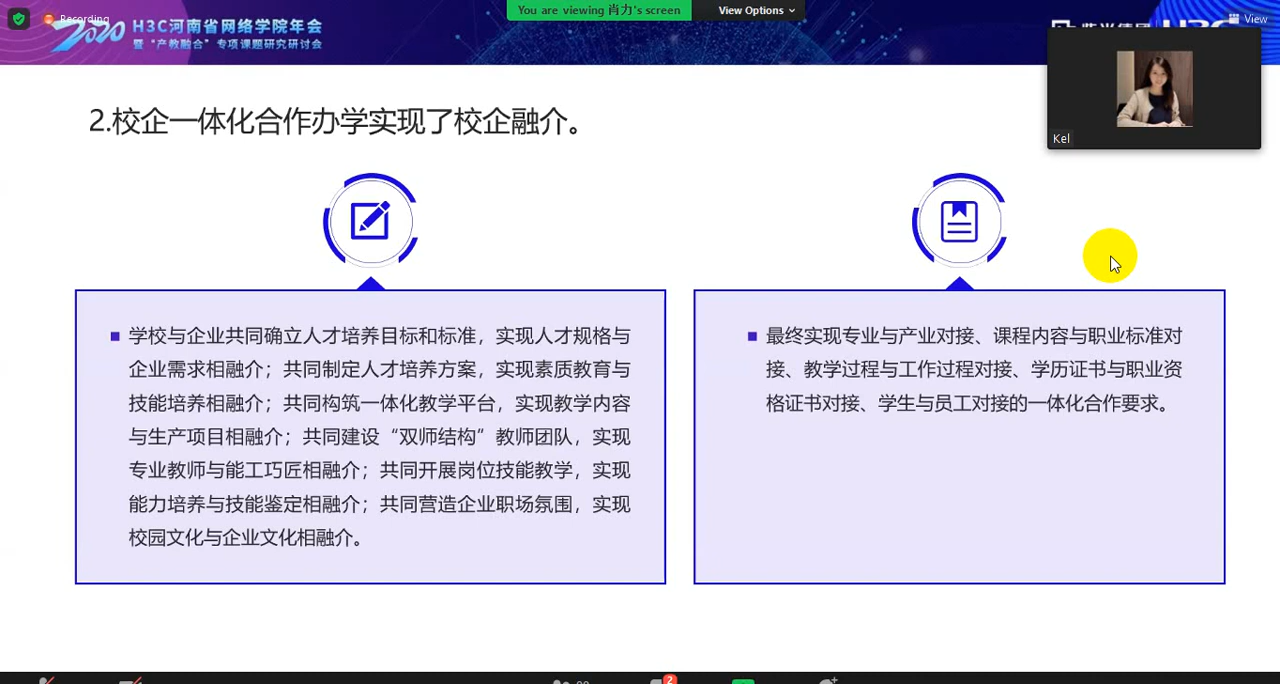 Recording
You are viewing 肖力's screen
View Options
View
2020
H3C河南省网络学院年会
暨“产教融合”专项课题研究研讨会
Kel
2.校企一体化合作办学实现了校企融介。
学校与企业共同确立人才培养目标和标准，实现人才规格与
企业需求相融介；共同制定人才培养方案，实现素质教育与
技能培养相融介；共同构筑一体化教学平台，实现教学内容
与生产项目相融介；共同建设“双师结构”教师团队，实现
专业教师与能工巧匠相融介；共同开展岗位技能教学，实现
能力培养与技能鉴定相融介；共同营造企业职场氛围，实现
校园文化与企业文化相融介。
最终实现专业与产业对接、课程内容与职业标准对
接、教学过程与工作过程对接、学历证书与职业资
格证书对接、学生与员工对接的一体化合作要求。
2